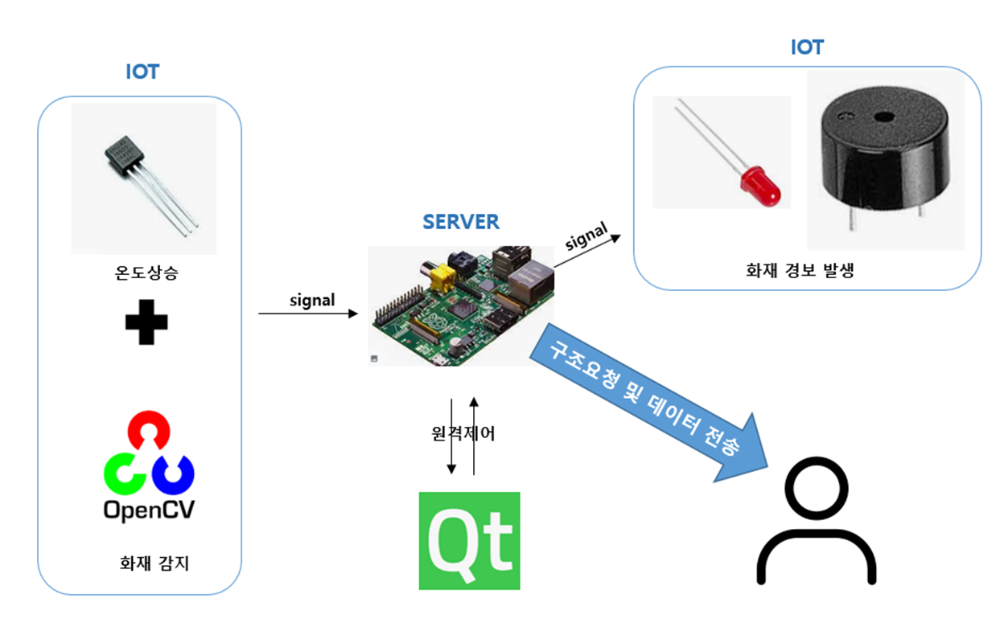 IOT
온도상승
OpenCV
화재 감지
signal
SERVER
원격제어
Qt
signal
IOT
화재 경보 발생
구조요청 및 데이터 전송